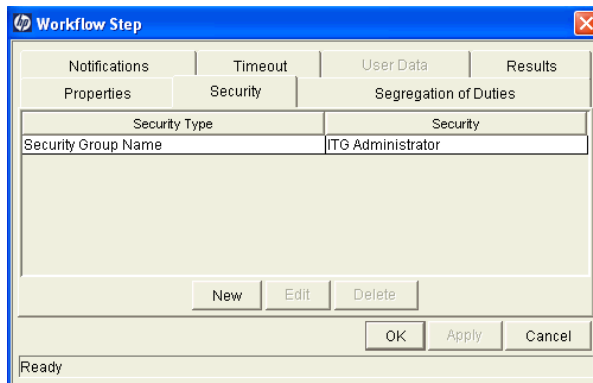 hp Workflow Step
Notifications Timeout User Data Results
Properties Security Segregation of Duties
Security Type Security
Security Group Name ITG Administrator
New Edit Delete
OK Apply Cancel
Ready